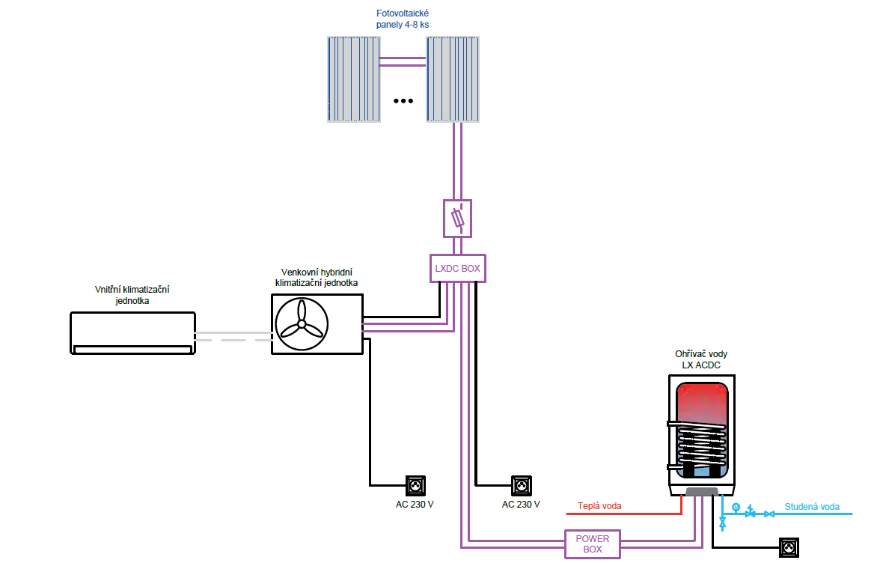 Fotovoltaické
panely 4-8 ks
LXDC BOX
Venkovní hybridní
klimatizační jednotka
Vnitřní klimatizační
jednotka
Ohřívač vody
LX ACDC
AC 230 V
AC 230 V
Teplá voda
Studená voda
POWER
BOX